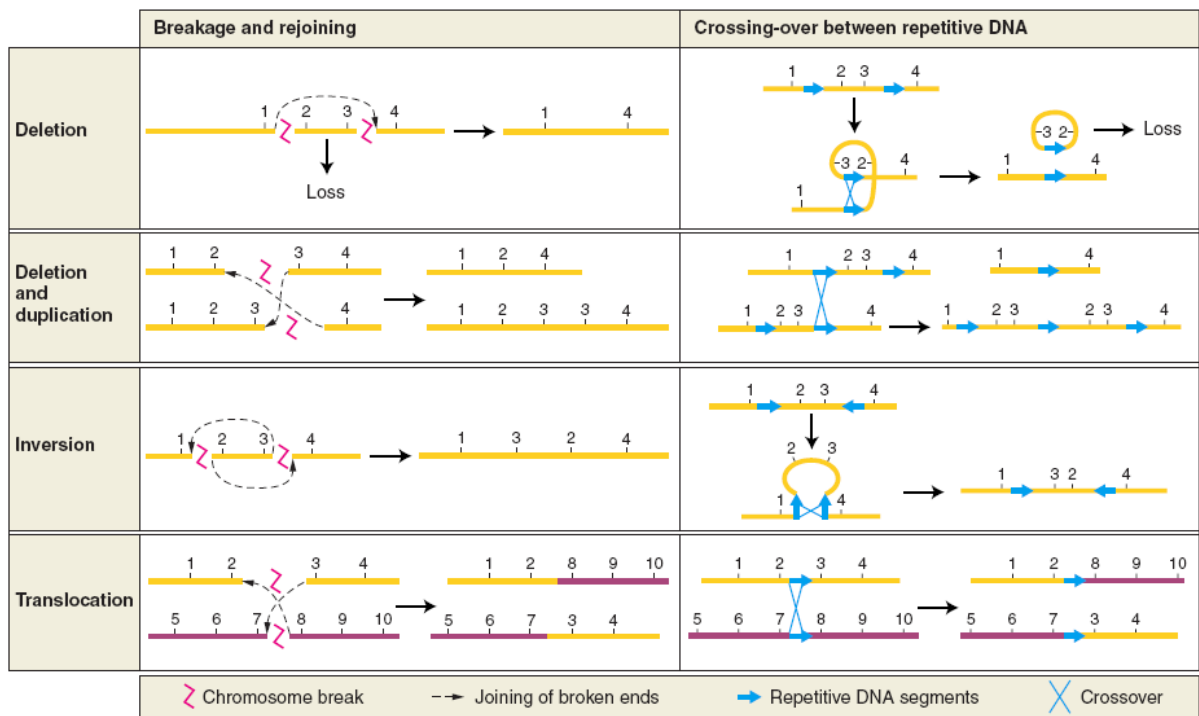 Breakage and rejoining
Crossing-over between repetitive DNA
Deletion
1 2 3 4
Loss
1 4
1 2 3 4
3 2 4
1
3 2
Loss
1 4
Deletion
and
duplication
1 2 3 4
1 2 3 4
1 2 4
1 2 3 3 4
1 2 3 4
1 2 3 4
1 4
1 2 3 2 3 4
Inversion
1 2 3 4
1 3 2 4
1 2 3 4
2 3
1 4
1 3 2 4
Translocation
1 2 3 4
5 6 7 8 9 10
1 2 8 9 10
5 6 7 3 4
1 2 3 4
5 6 7 8 9 10
1 2 8 9 10
5 6 7 3 4
Chromosome break
Joining of broken ends
Repetitive DNA segments
Crossover